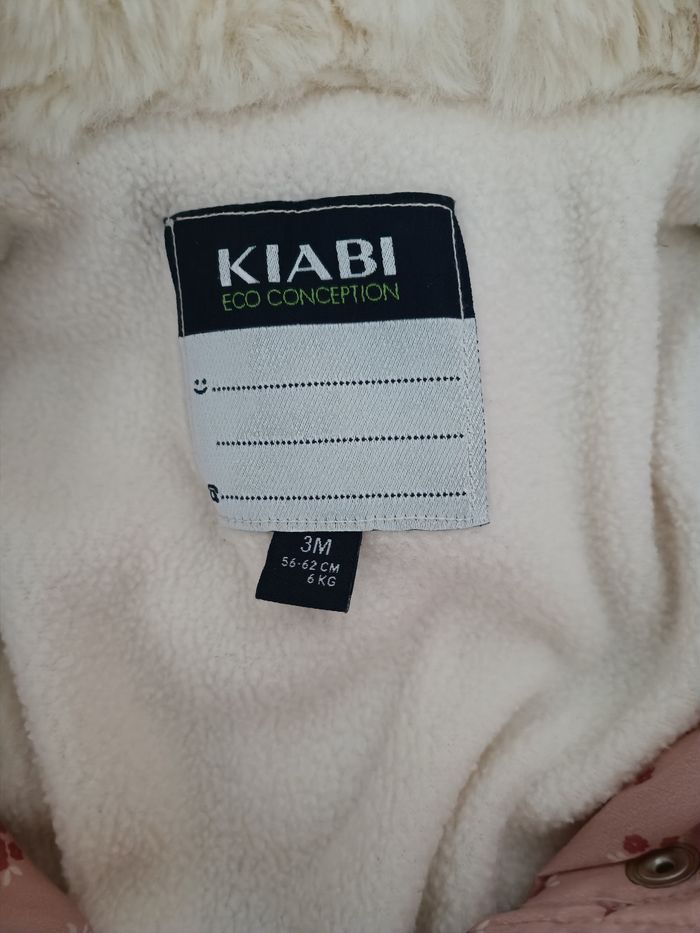 KIABI
ECO CONCEPTION
3M
56-62 CM
6 KG